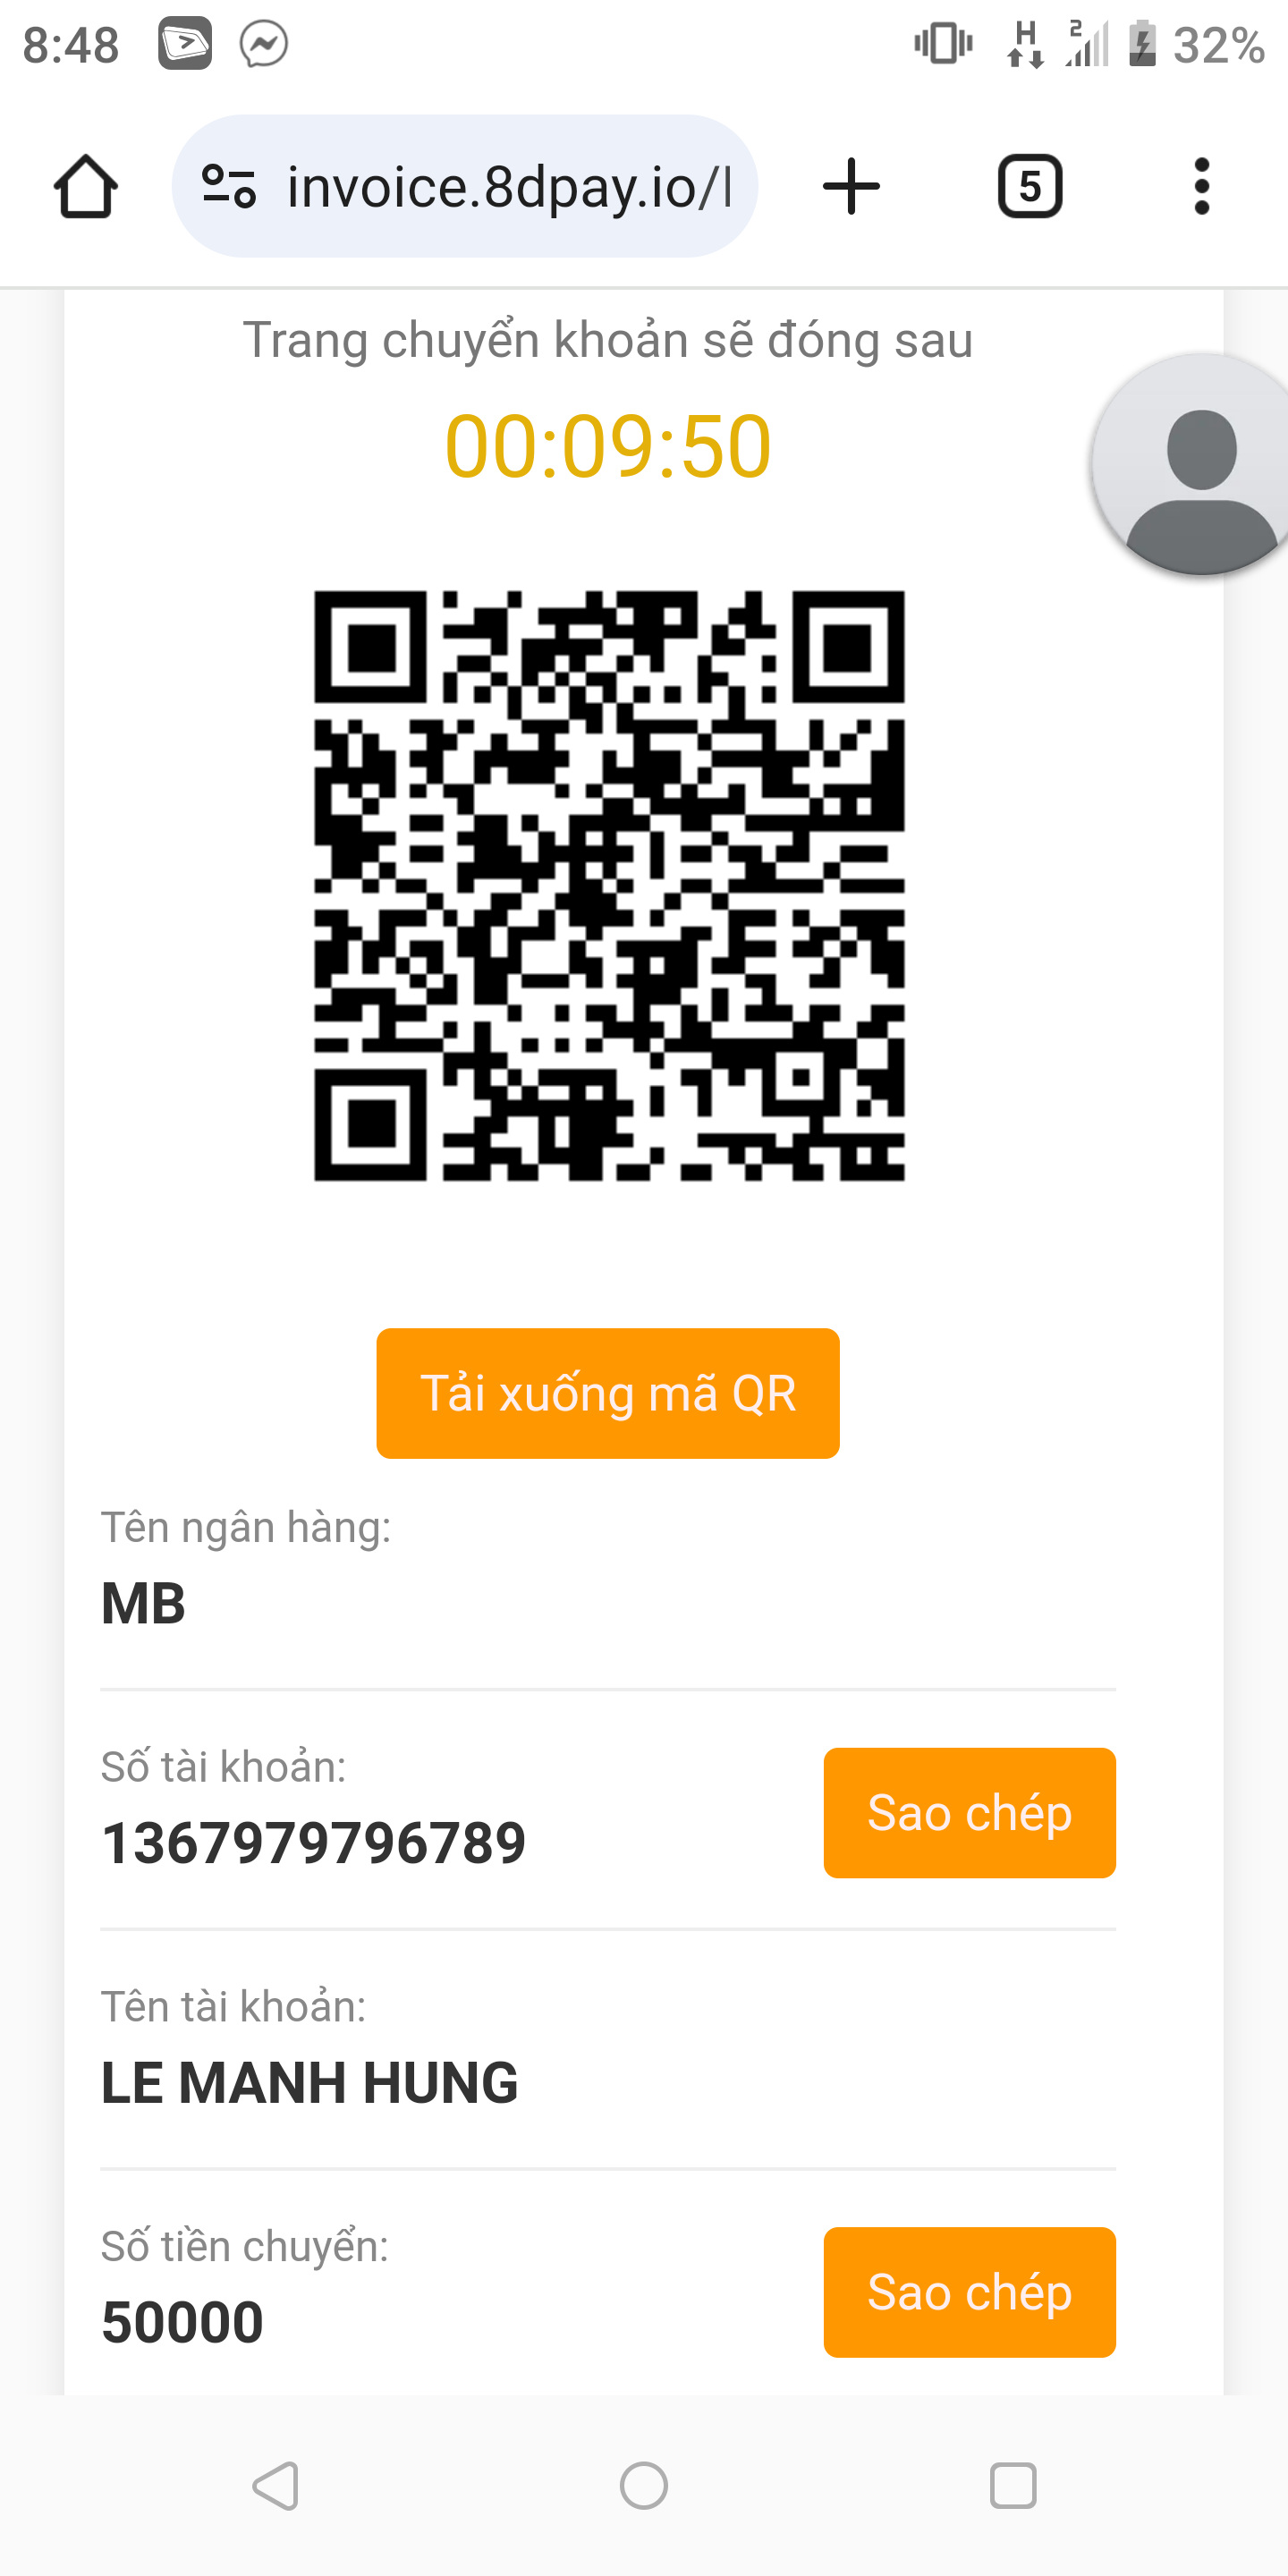 8:48
H
2
32%
invoice.8dpay.io/
5
Trang chuyển khoản sẽ đóng sau
00:09:50
Tải xuống mã QR
Tên ngân hàng:
MB
Số tài khoản:
1367979796789
Sao chép
Tên tài khoản:
LE MANH HUNG
Số tiền chuyển:
50000
Sao chép